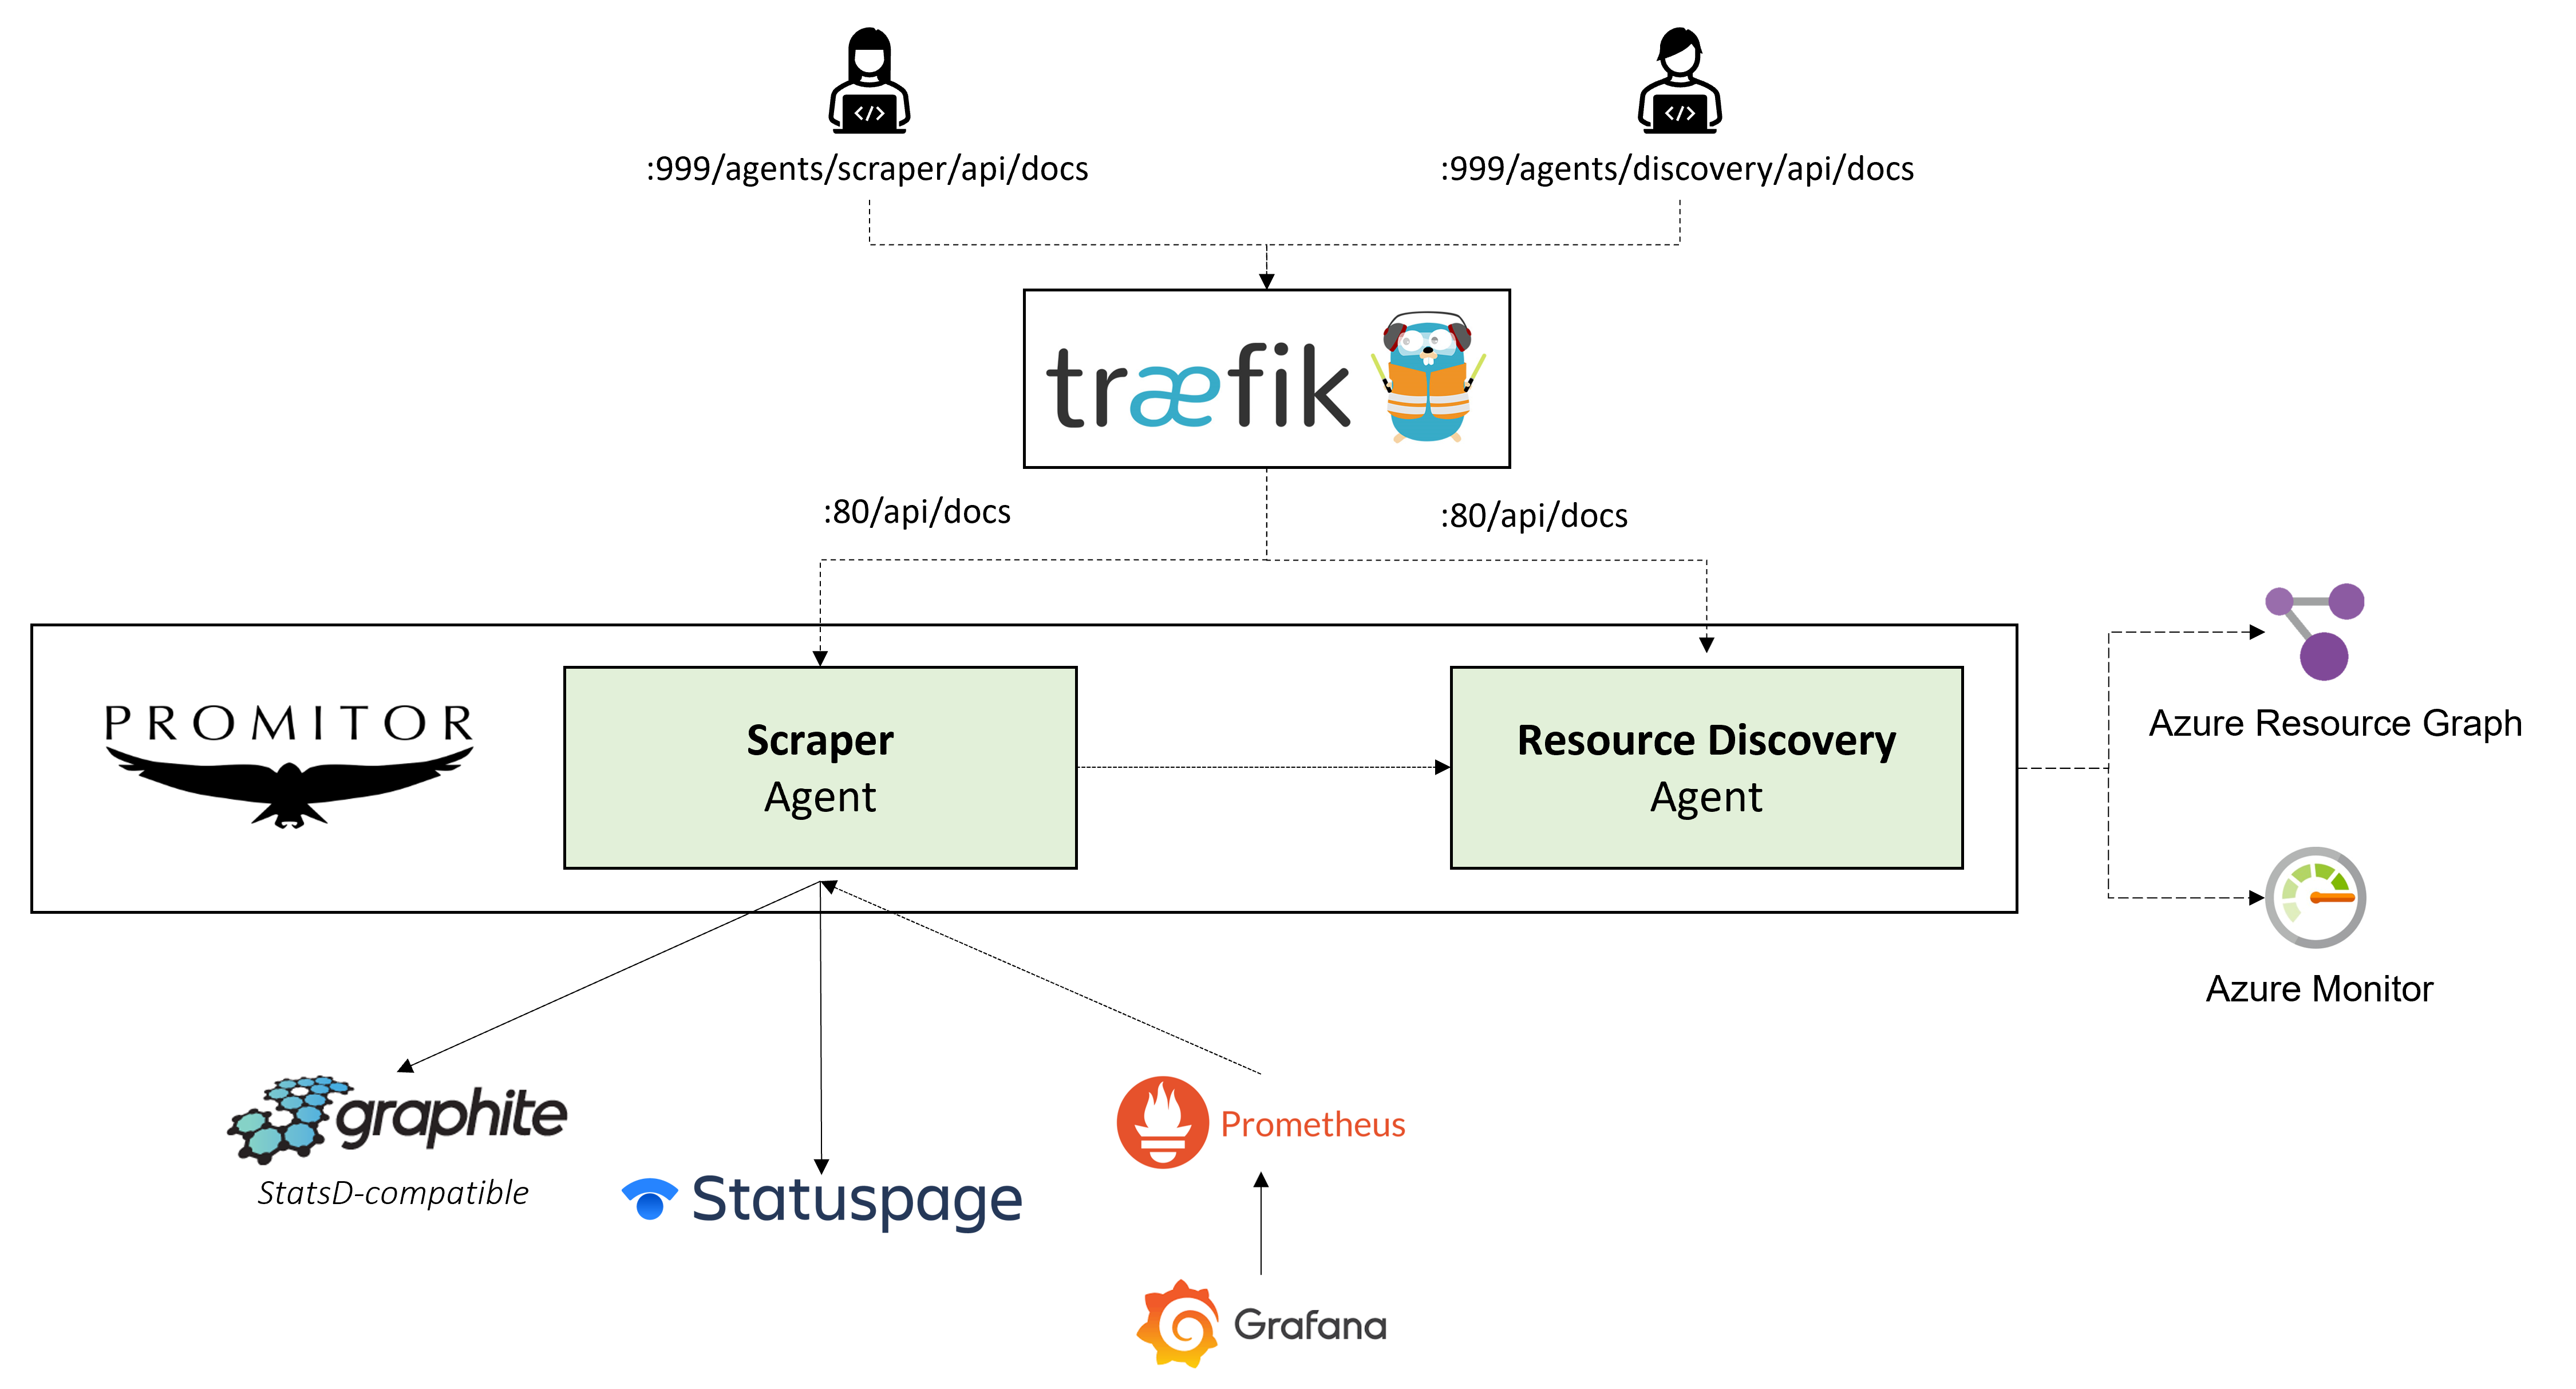 :999/agents/scraper/api/docs
:999/agents/discovery/api/docs
træfik
:80/api/docs
:80/api/docs
PROMITOR
Scraper
Agent
Resource Discovery
Agent
Azure Resource Graph
Azure Monitor
graphite
StatsD-compatible
Statuspage
Prometheus
Grafana